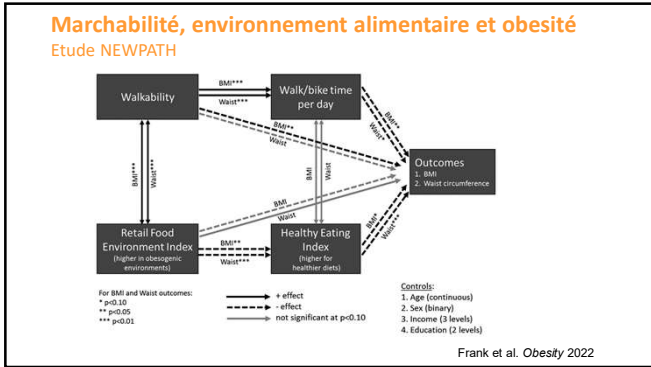 Marchabilité, environnement alimentaire et obesité
Etude NEWPATH
Walkability
BMI***
Waist***
Walk/bike time
per day
BMI**
Waist*
BMI**
Waist
BMI***
Waist***
BMI
Waist
Outcomes
1. BMI
2. Waist circumference
BMI
Waist
Retail Food
Environment Index
(higher in obesogenic
environments)
BMI**
Waist***
Healthy Eating
Index
(higher for
healthier diets)
BMI*
Waist***
For BMI and Waist outcomes:
* p<0.10
** p<0.05
*** p<0.01
+ effect
- effect
not significant at p<0.10
Controls:
1. Age (continuous)
2. Sex (binary)
3. Income (3 levels)
4. Education (2 levels)
Frank et al. Obesity 2022